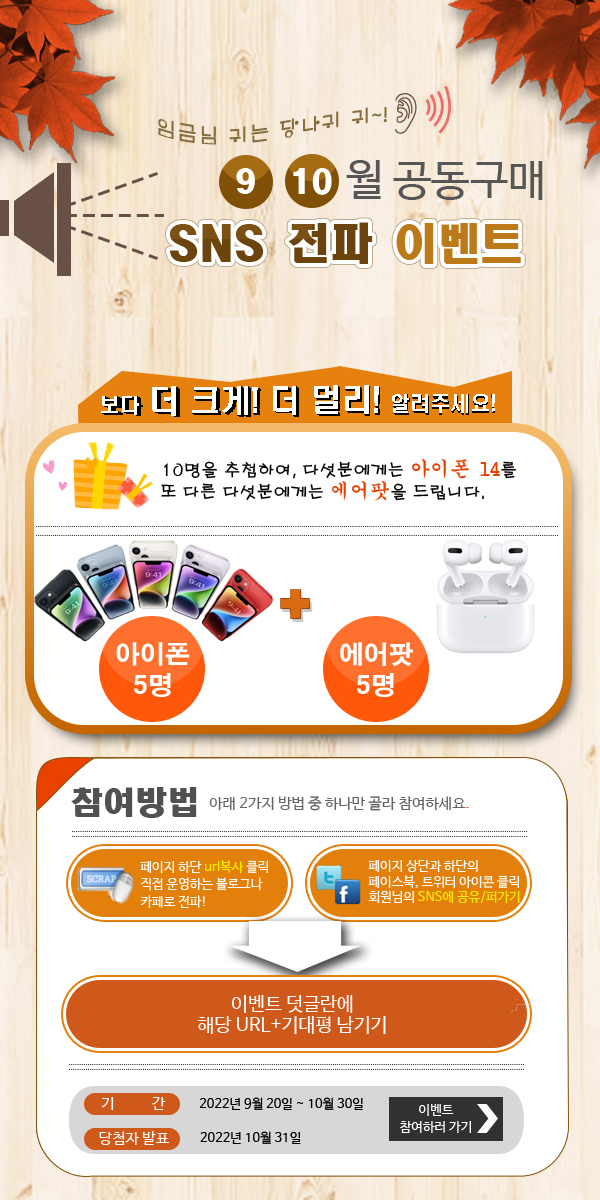 임금님 귀는 당나귀 귀~!
9 10 월 공동구매
SNS 전파 이벤트
보다 더 크게! 더 멀리! 알려주세요!
10명을 추첨하여, 다섯분에게는 아이폰 14를
또 다른 다섯분에게는 에어팟을 드립니다.
9:41
9:41
9:41
9:41
9:41
아이폰
5명
에어팟
5명
참여방법 아래 2가지 방법 중 하나만 골라 참여하세요.
SCRAP
페이지 하단 url복사 클릭
직접 운영하는 블로그나
카페로 전파!
페이지 상단과 하단의
페이스북, 트위터 아이콘 클릭
회원님의 SNS에 공유/퍼가기
이벤트 덧글란에
해당 URL+기대평 남기기
기 간 2022년 9월 20일 ~ 10월 30일
당첨자 발표 2022년 10월 31일
이벤트
참여하러 가기